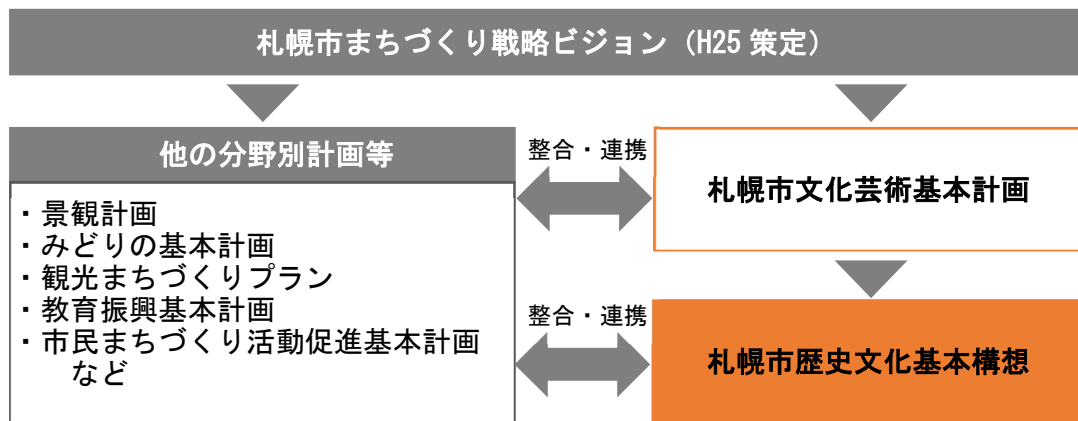 札幌市まちづくり戦略ビジョン（H25 策定）
他の分野別計画等
・景観計画
・みどりの基本計画
・観光まちづくりプラン
・教育振興基本計画
・市民まちづくり活動促進基本計画
など
整合・連携
札幌市文化芸術基本計画
整合・連携
札幌市歴史文化基本構想